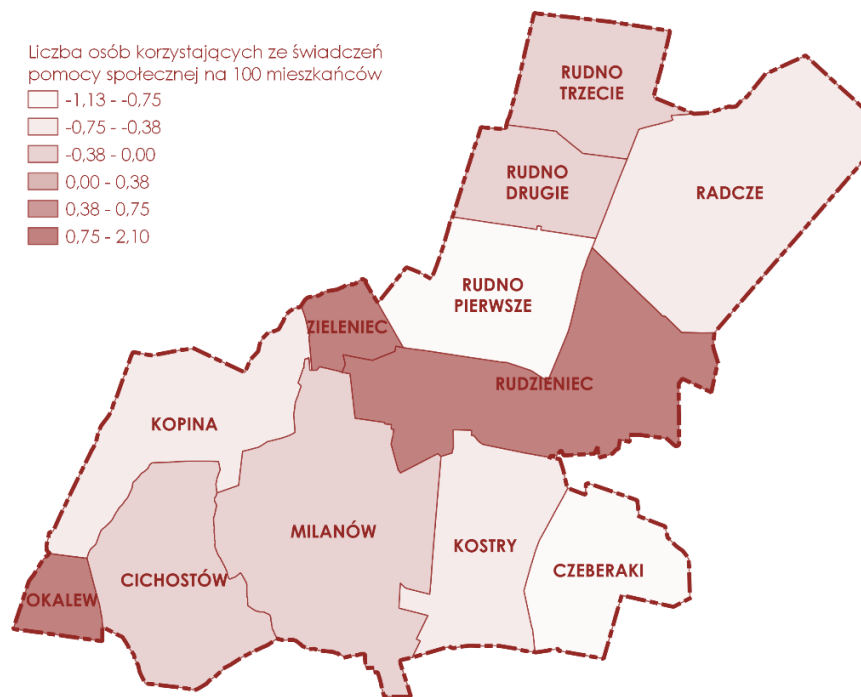 Liczba osób korzystających ze świadczeń
pomocy społecznej na 100 mieszkańców
-1,13 - -0,75
-0,75 - -0,38
-0,38 - 0,00
0,00 - 0,38
0,38 - 0,75
0,75 - 2,10
RUDNO
TRZECIE
RUDNO
DRUGIE
RADCZE
RUDNO
PIERWSZE
ZIELENIEC
RUDZIENIEC
KOPINA
MILANÓW
KOSTRY
CZEBERAKI
CICHOSTÓW
OKALEW